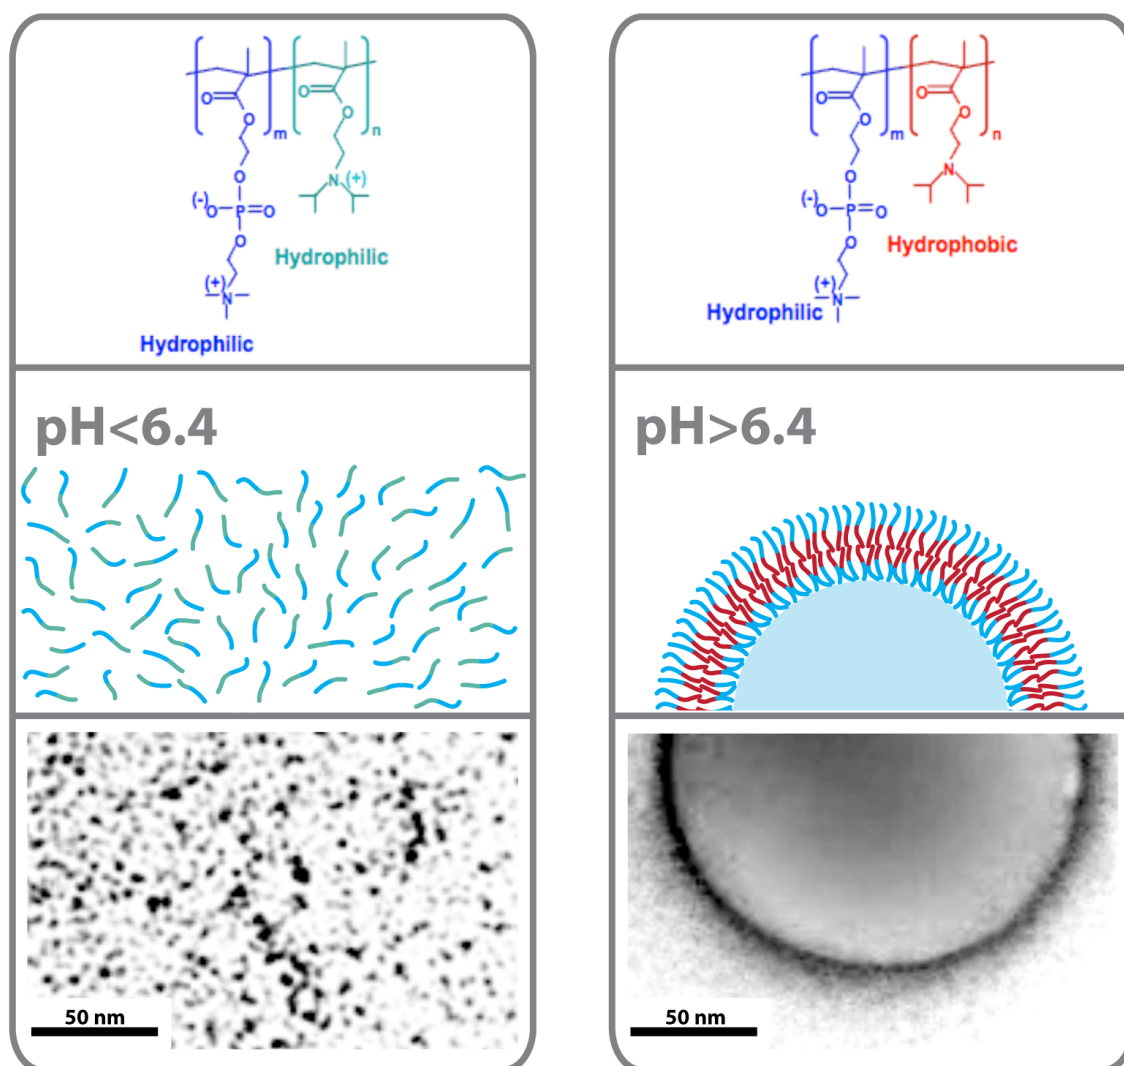 O
O
m
n
O
N
(+)
(-)
O
P
O
O
(+)
N
Hydrophilic
Hydrophilic
pH<6.4
50 nm
O
O
m
n
O
O
N
(-)
O
P
O
O
(+)
N
Hydrophobic
Hydrophilic
pH>6.4
50 nm